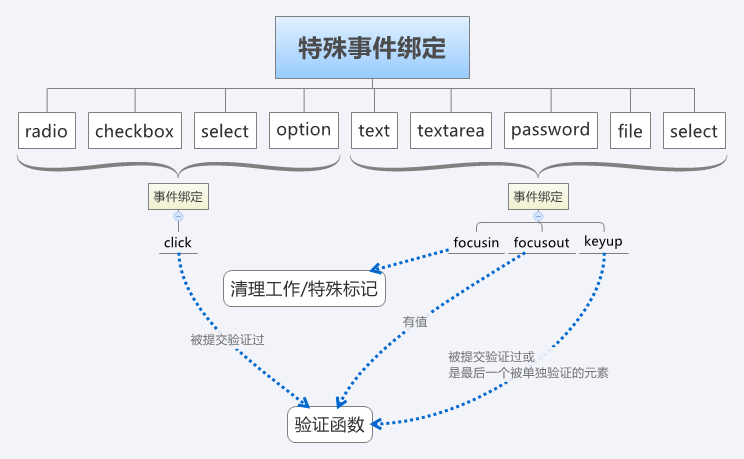 特殊事件绑定
radio
checkbox
select
option
text
textarea
password
file
select
事件绑定
事件绑定
click
focusin
focusout
keyup
清理工作/特殊标记
有值
被提交验证过
被提交验证过或
是最后一个被单独验证的元素
验证函数